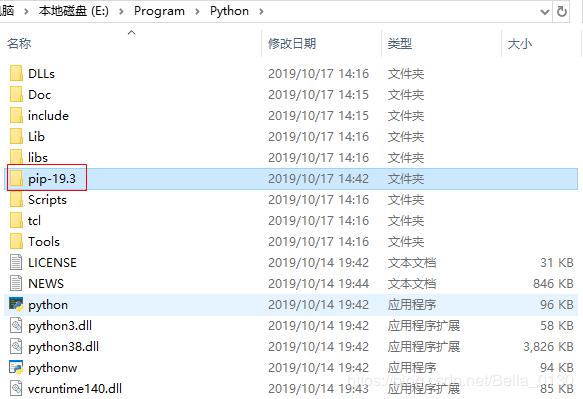 电脑 > 本地磁盘 (E:) > Program > Python >
名称 修改日期 类型 大小
DLLs 2019/10/17 14:16 文件夹
Doc 2019/10/17 14:15 文件夹
include 2019/10/17 14:15 文件夹
Lib 2019/10/17 14:16 文件夹
libs 2019/10/17 14:16 文件夹
pip-19.3 2019/10/17 14:42 文件夹
Scripts 2019/10/17 14:16 文件夹
tcl 2019/10/17 14:16 文件夹
Tools 2019/10/17 14:16 文件夹
LICENSE 2019/10/14 19:42 文本文档 31 KB
NEWS 2019/10/14 19:44 文本文档 846 KB
python 2019/10/14 19:42 应用程序 96 KB
python3.dll 2019/10/14 19:42 应用程序扩展 58 KB
python38.dll 2019/10/14 19:42 应用程序扩展 3,826 KB
pythonw 2019/10/14 19:42 应用程序 94 KB
https://blog.csdn.net/Bella_0130
vcruntime140.dll 2019/10/14 19:43 应用程序扩展 85 KB